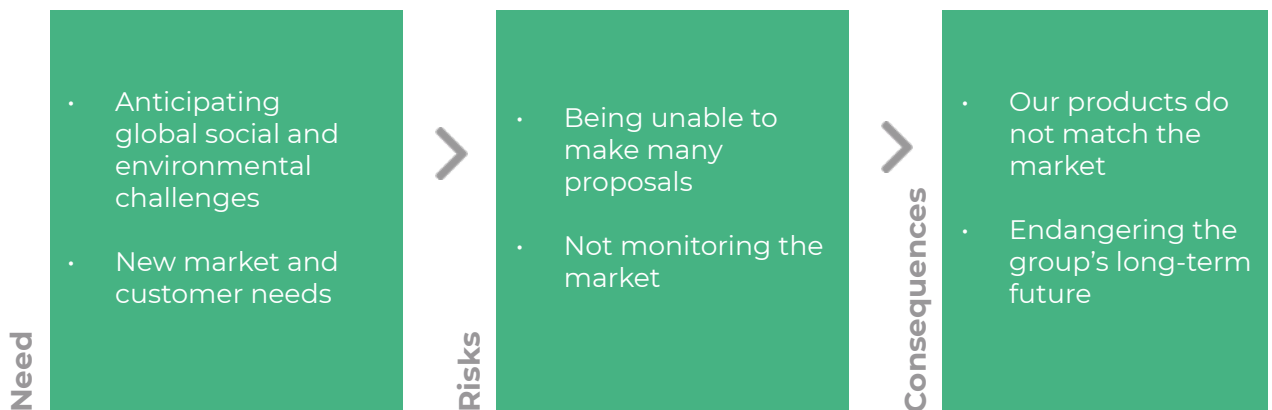 Need
• Anticipating
global social and
environmental
challenges
• New market and
customer needs
Risks
• Being unable to
make many
proposals
• Not monitoring the
market
Consequences
• Our products do
not match the
market
• Endangering the
group’s long-term
future